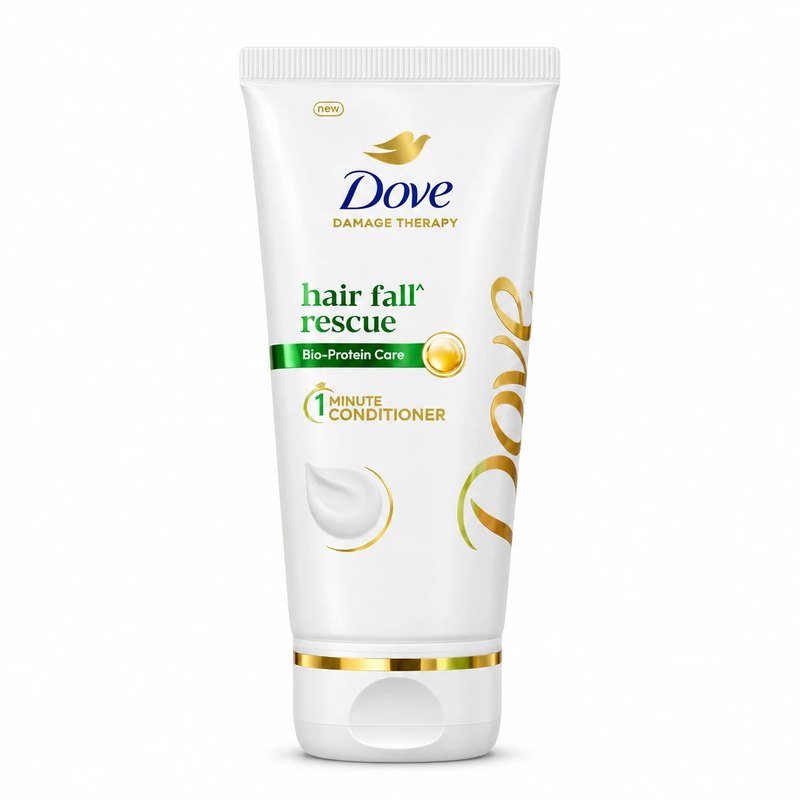 new
Dove
DAMAGE THERAPY
hair fall^
rescue
Bio-Protein Care
1 MINUTE
CONDITIONER
Dove